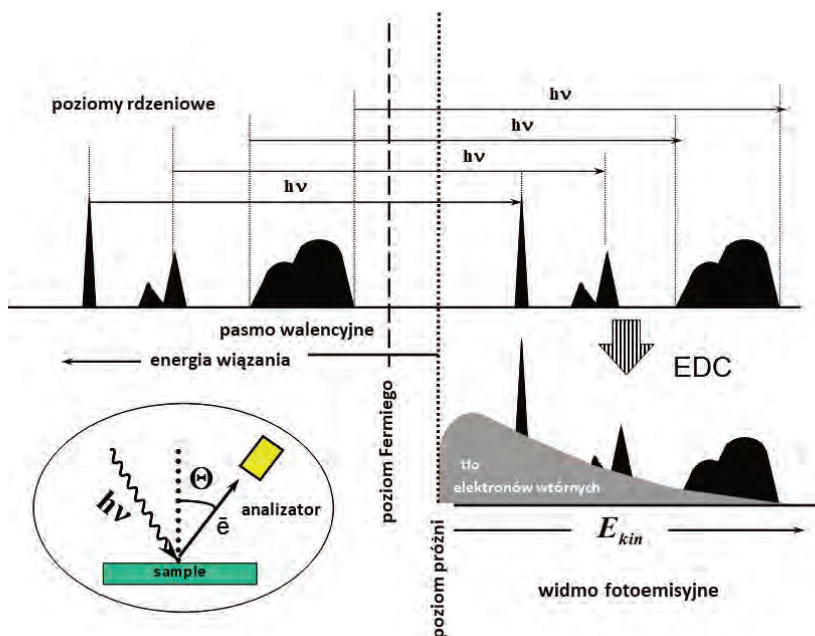 poziomy rdzeniowe
hν
hν
hν
hν
pasmo walencyjne
energia wiązania
EDC
poziom Fermiego
poziom próżni
tło
elektronów wtórnych
E kin
widmo fotoemisyjne
hν
Θ
ē
analizator
sample